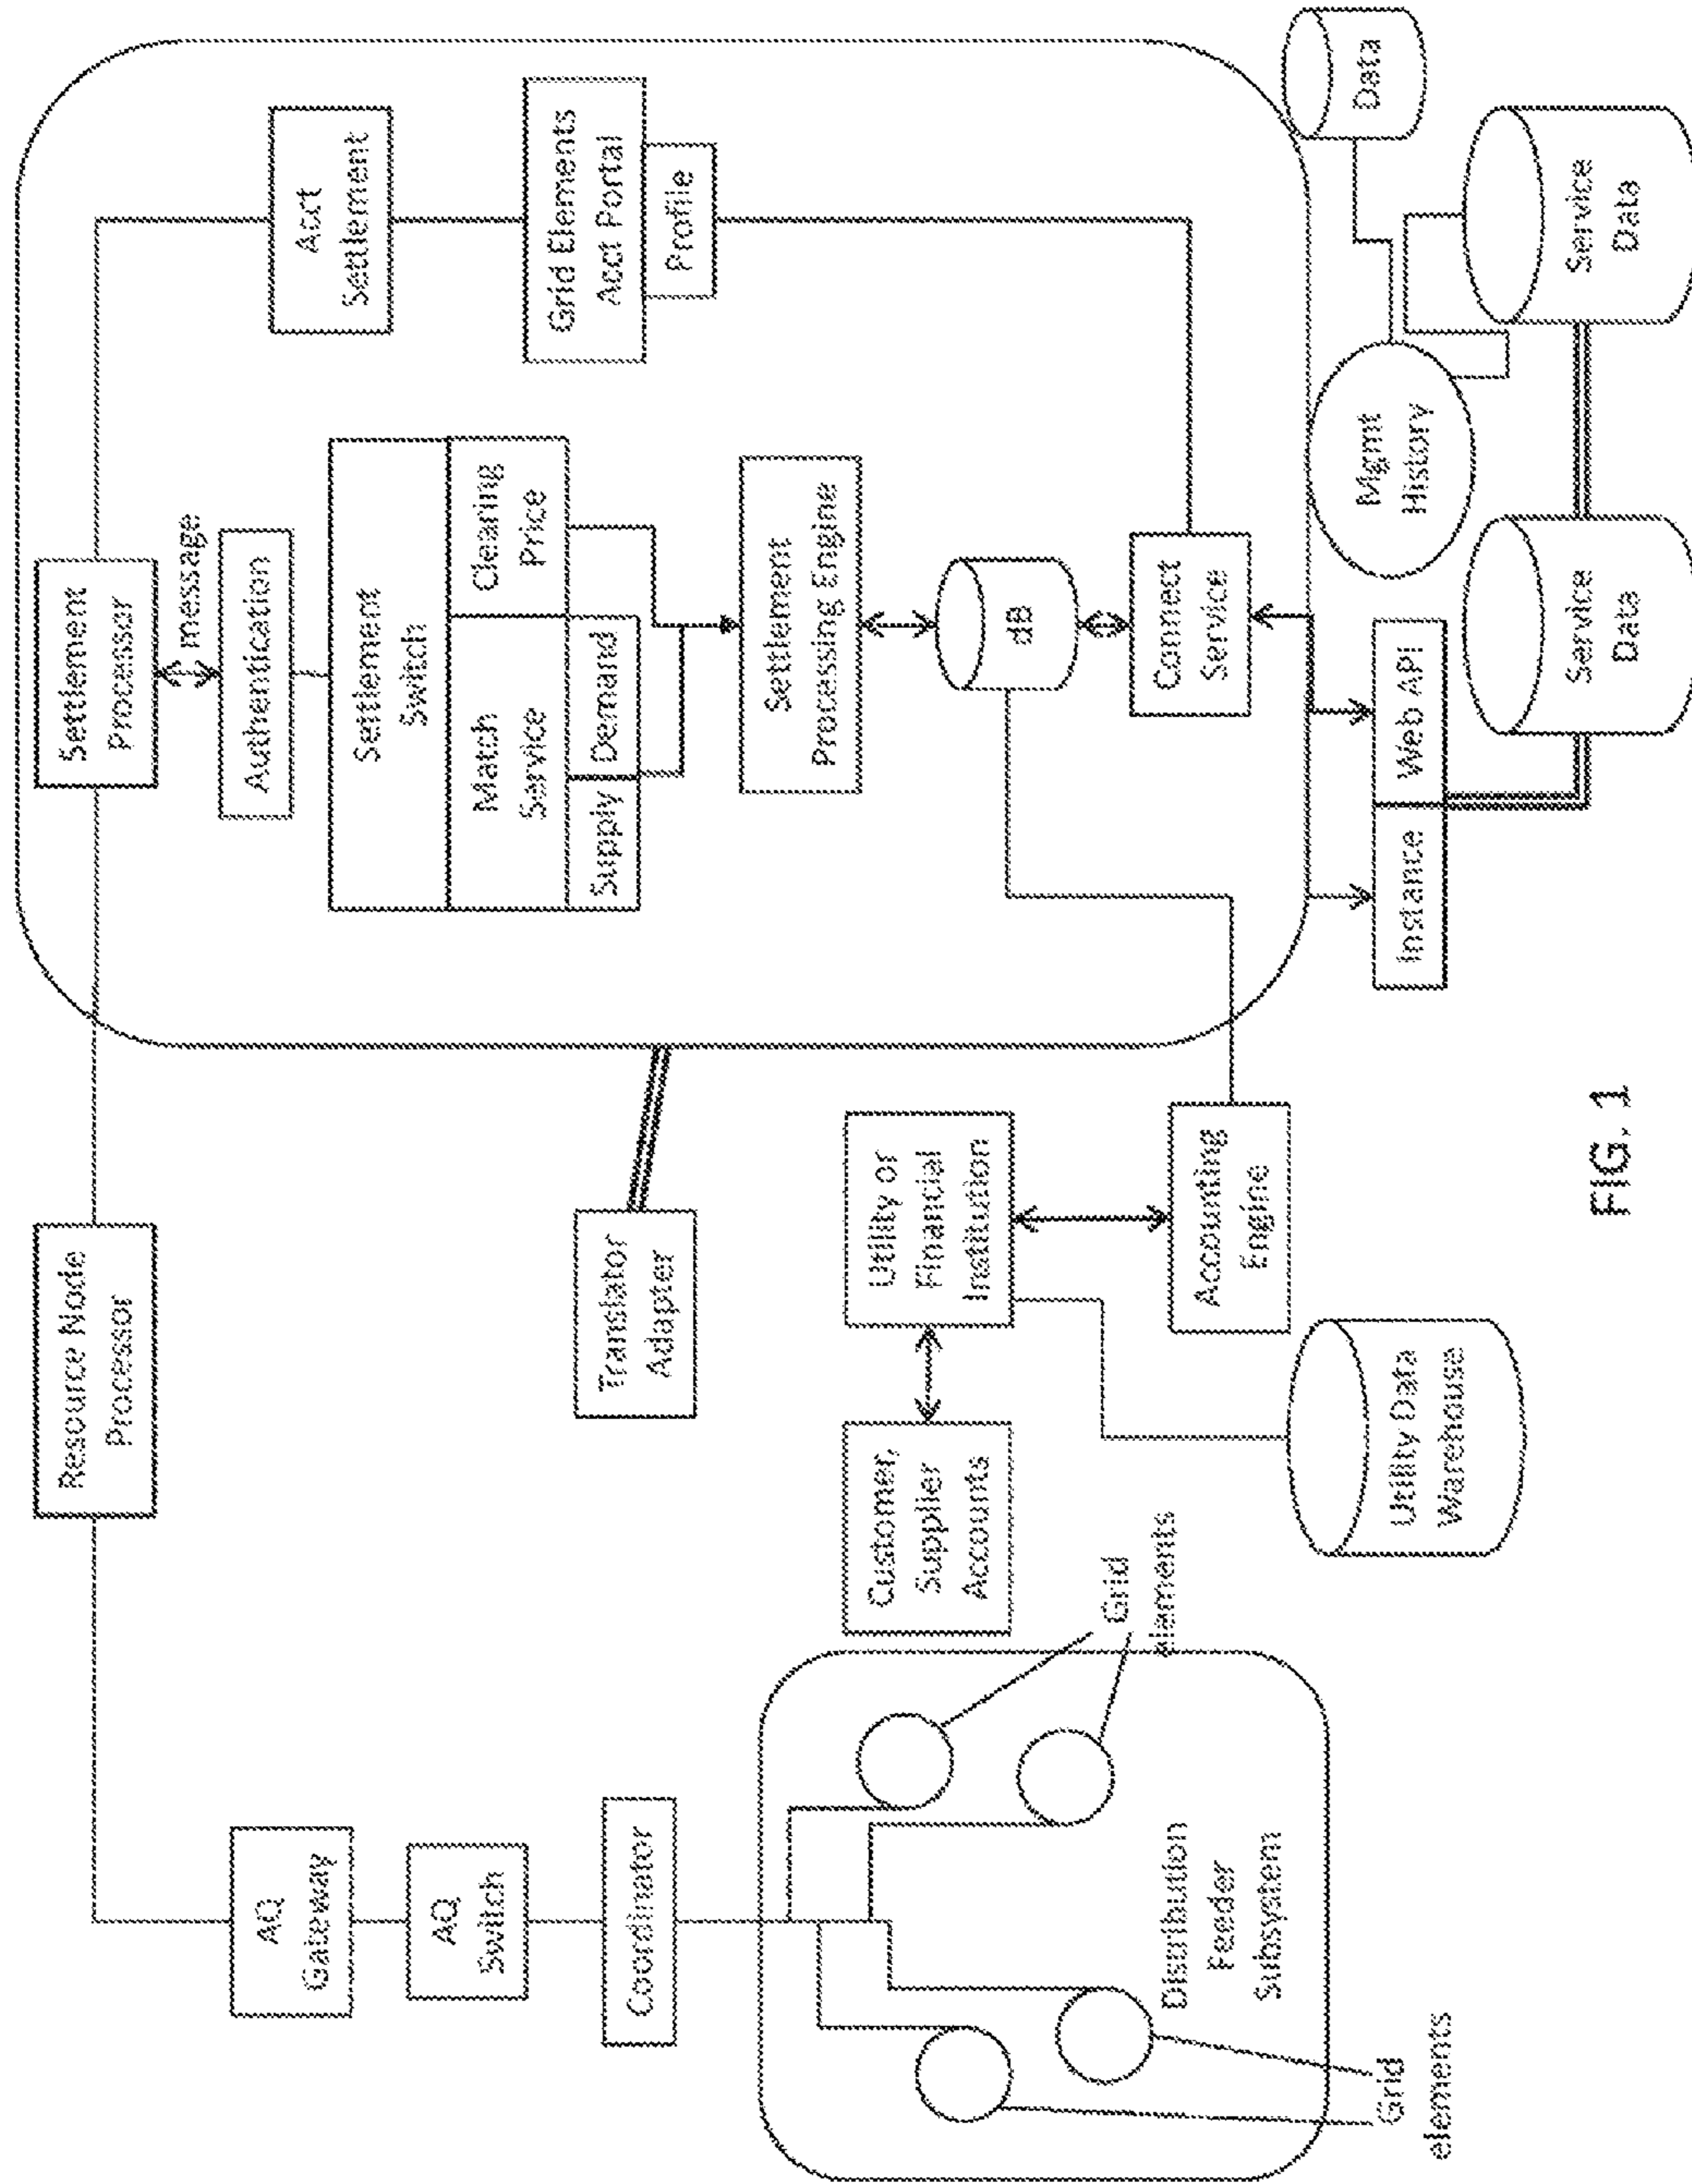 Resource Node
Processor
Settlement
Processor
message
AQ
Gateway
Authentication
Acct
Settlement
AQ
Switch
Settlement
Switch
Match
Service
Clearing
Price
Supply
Demand
Grid Elements
Acct Portal
Profile
Coordinator
Translator
Adapter
Settlement
Processing Engine
Customer,
Supplier
Accounts
Utility or
Financial
Institution
dB
Grid
elements
Distribution
Feeder
Subsystem
Accounting
Engine
Connect
Service
Utility Data
Warehouse
Instance
Web API
Mgmt
History
Data
Grid
elements
Service
Data
Service
Data
FIG. 1